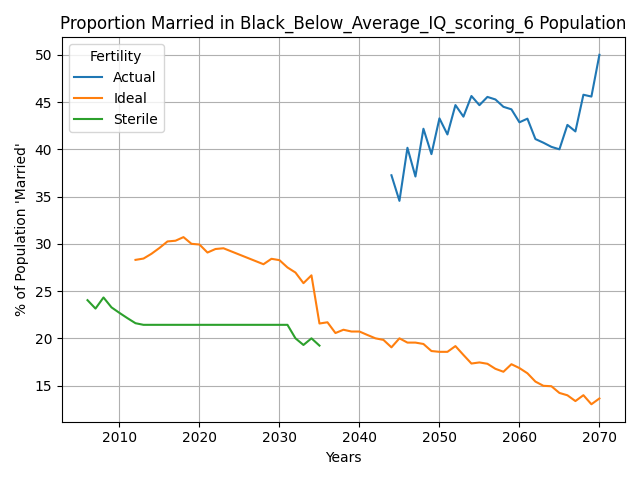 Proportion Married in Black_Below_Average_IQ_scoring_6 Population
% of Population 'Married'
50
45
40
35
30
25
20
15
Fertility
Actual
Ideal
Sterile
2010 2020 2030 2040 2050 2060 2070
Years